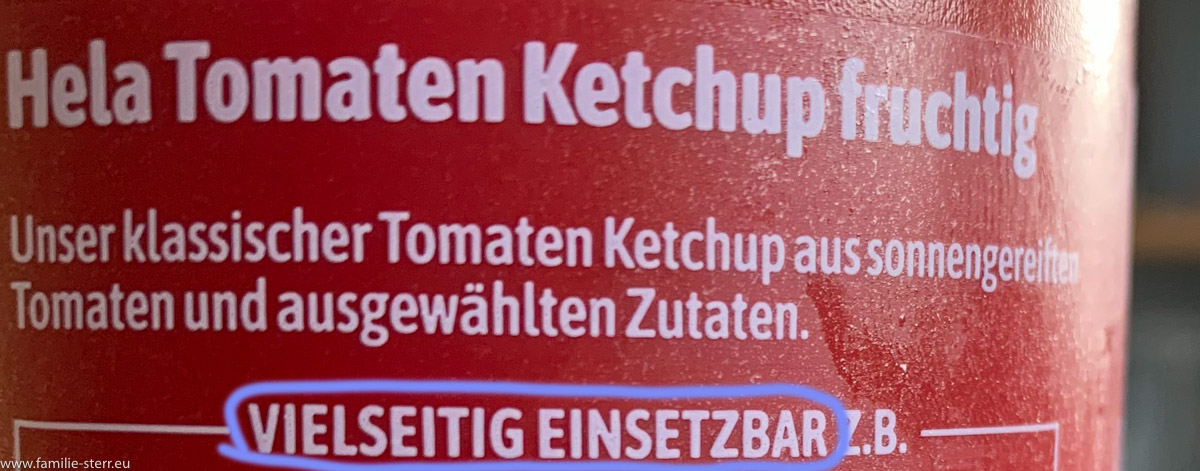 Hela Tomaten Ketchup fruchtig
Unser klassischer Tomaten Ketchup aus sonnengereiften
Tomaten und ausgewählten Zutaten.
VIELSEITIG EINSETZBAR Z.B.
www.familie-sterr.eu